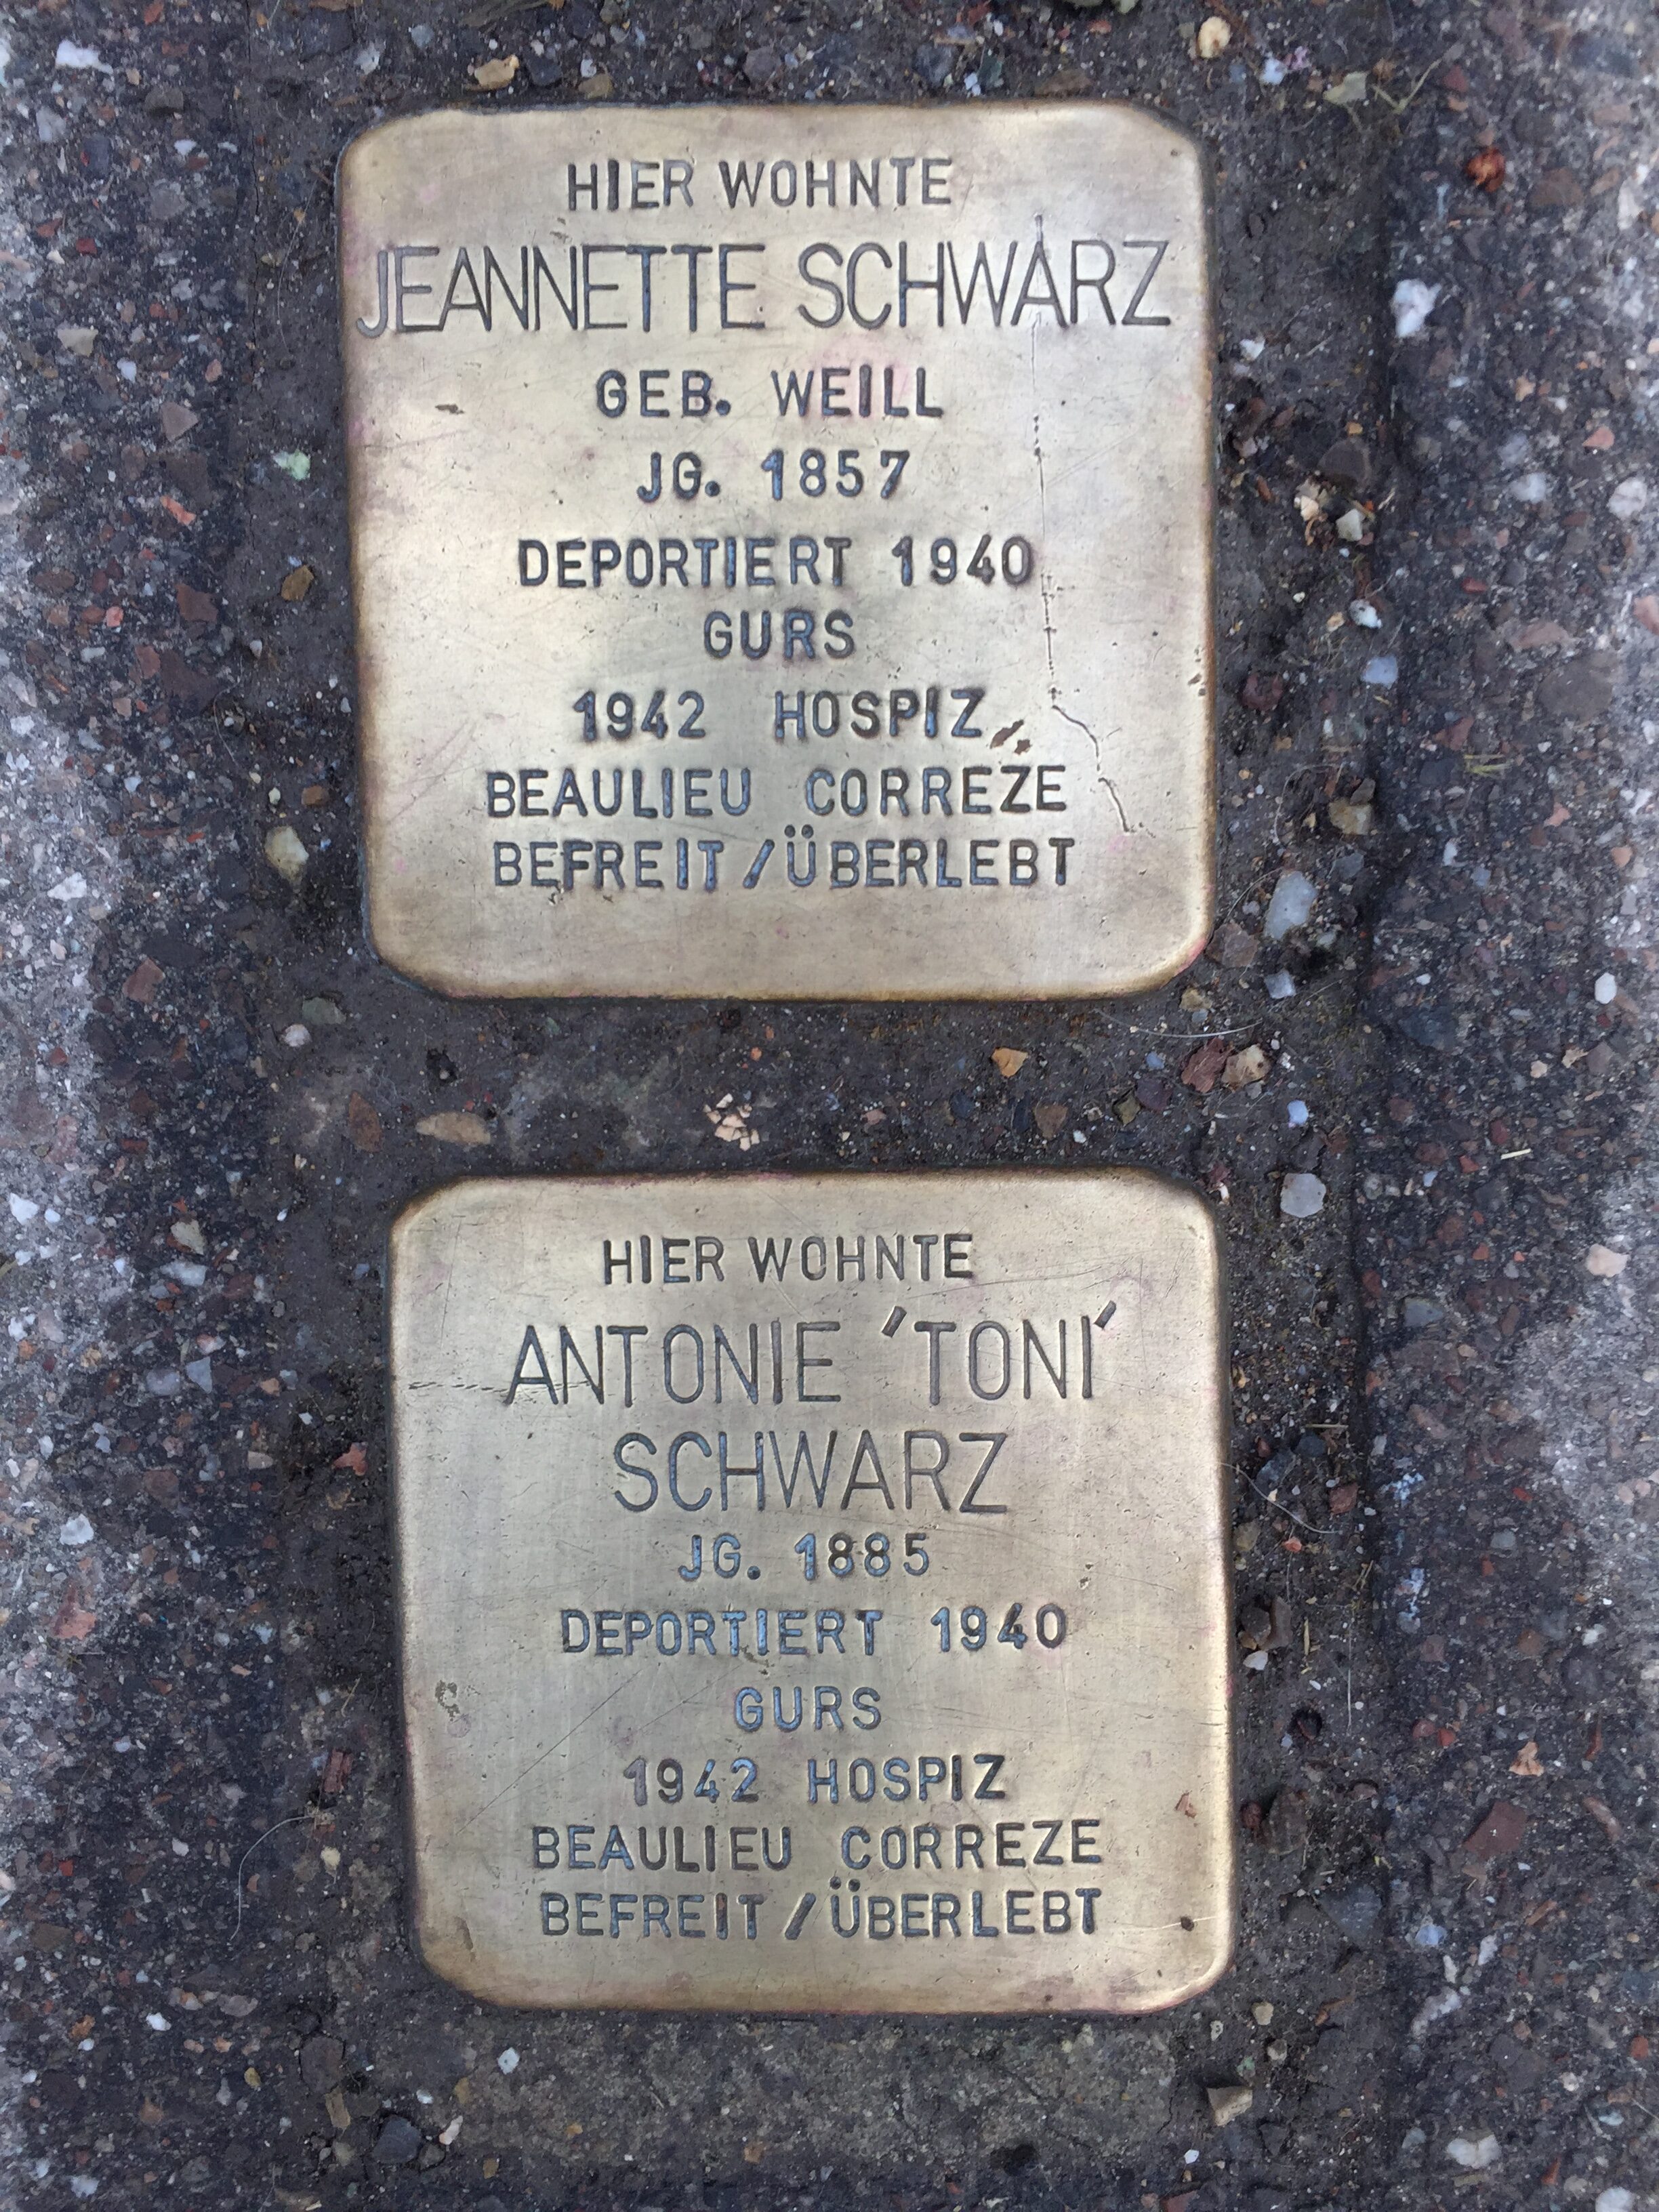 HIER WOHNTE
JEANNETTE SCHWARZ
GEB. WEILL
JG. 1857
DEPORTIERT 1940
GURS
1942 HOSPIZ
BEAULIEU CORREZE
BEFREIT/ÜBERLEBT
HIER WOHNTE
ANTONIE ´TONI´
SCHWARZ
JG. 1885
DEPORTIERT 1940
GURS
1942 HOSPIZ
BEAULIEU CORREZE
BEFREIT/ÜBERLEBT